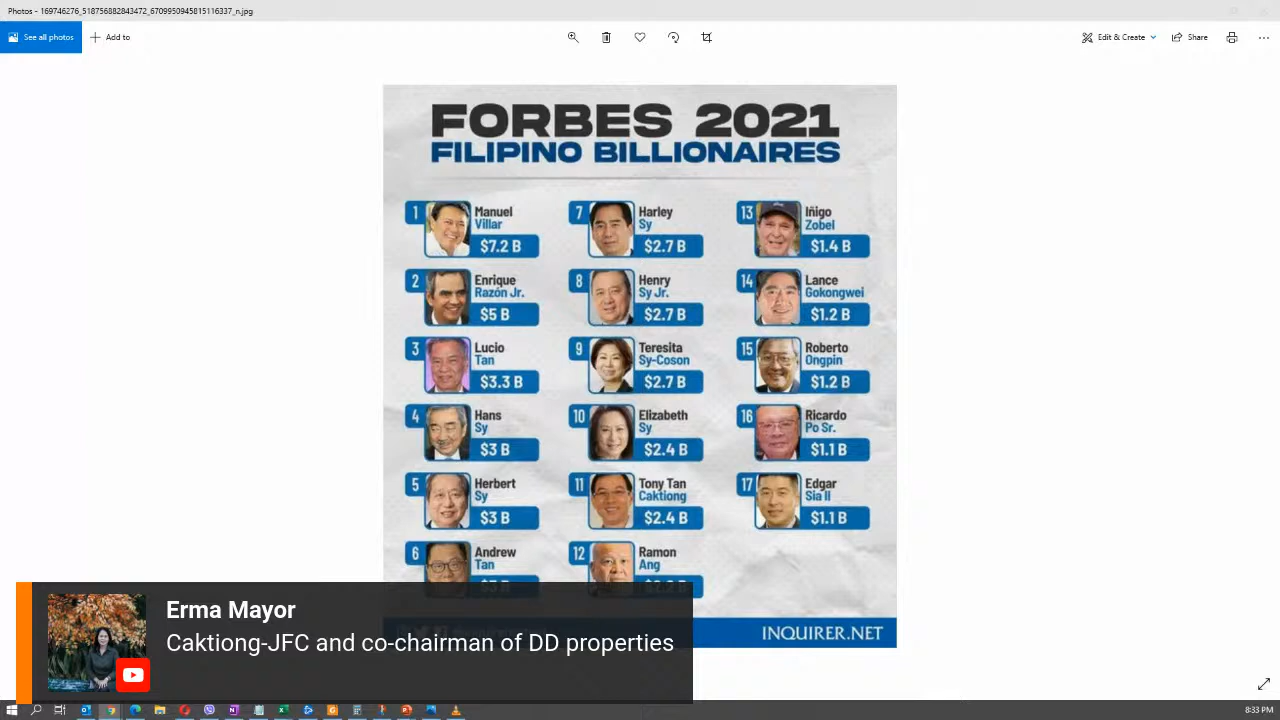 Photos - 169746276_518756882843472_6709950945815116337_n.jpg
See all photos
Add to
Edit & Create
Share
FORBES 2021
FILIPINO BILLIONAIRES
1
Manuel
Villar
$7.2 B
2
Enrique
Razón Jr.
$5 B
3
Lucio
Tan
$3.3 B
4
Hans
Sy
$3 B
5
Herbert
Sy
$3 B
6
Andrew
Tan
7
Harley
Sy
$2.7 B
8
Henry
Sy Jr.
$2.7 B
9
Teresita
Sy-Coson
$2.7 B
10
Elizabeth
Sy
$2.4 B
11
Tony Tan
Caktiong
$2.4 B
12
Ramon
Ang
13
Iñigo
Zobel
$1.4 B
14
Lance
Gokongwei
$1.2 B
15
Roberto
Ongpin
$1.2 B
16
Ricardo
Po Sr.
$1.1 B
17
Edgar
Sia II
$1.1 B
INQUIRER.NET
Erma Mayor
Caktiong-JFC and co-chairman of DD properties
8:33 PM